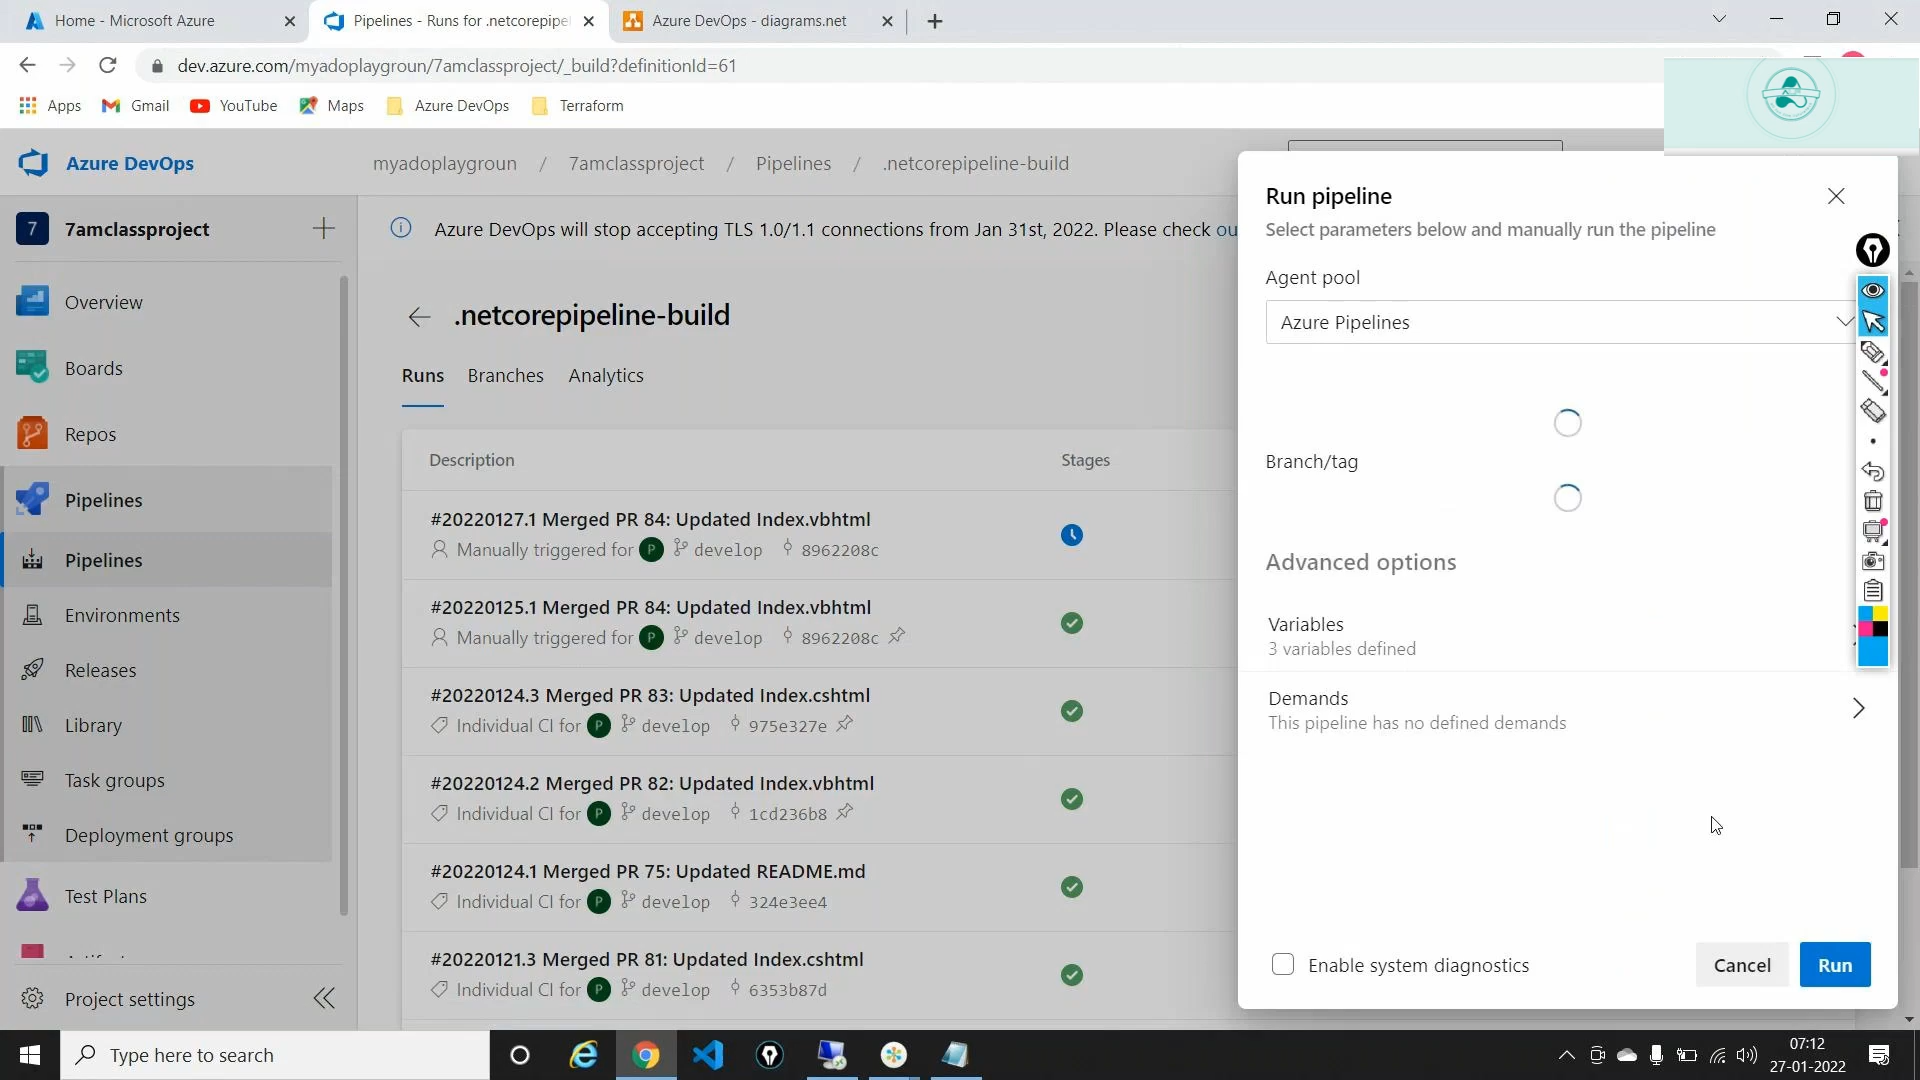 Home - Microsoft Azure
Pipelines - Runs for .netcorepipe
Azure DevOps - diagrams.net
dev.azure.com/myadoplaygroun/7amclassproject/_build?definitionId=61
Apps
Gmail
YouTube
Maps
Azure DevOps
Terraform
Azure DevOps
myadoplaygroun / 7amclassproject / Pipelines / .netcorepipeline-build
7 7amclassproject
Overview
Boards
Repos
Pipelines
Pipelines
Environments
Releases
Library
Task groups
Deployment groups
Test Plans
Project settings
Azure DevOps will stop accepting TLS 1.0/1.1 connections from Jan 31st, 2022. Please check ou
.netcorepipeline-build
Runs Branches Analytics
Description Stages
#20220127.1 Merged PR 84: Updated Index.vbhtml
Manually triggered for P develop 8962208c
#20220125.1 Merged PR 84: Updated Index.vbhtml
Manually triggered for P develop 8962208c
#20220124.3 Merged PR 83: Updated Index.cshtml
Individual CI for P develop 975e327e
#20220124.2 Merged PR 82: Updated Index.vbhtml
Individual CI for P develop 1cd236b8
#20220124.1 Merged PR 75: Updated README.md
Individual CI for P develop 324e3ee4
#20220121.3 Merged PR 81: Updated Index.cshtml
Individual CI for P develop 6353b87d
Run pipeline
Select parameters below and manually run the pipeline
Agent pool
Azure Pipelines
Branch/tag
Advanced options
Variables
3 variables defined
Demands
This pipeline has no defined demands
Enable system diagnostics
Cancel
Run
Type here to search
07:12
27-01-2022